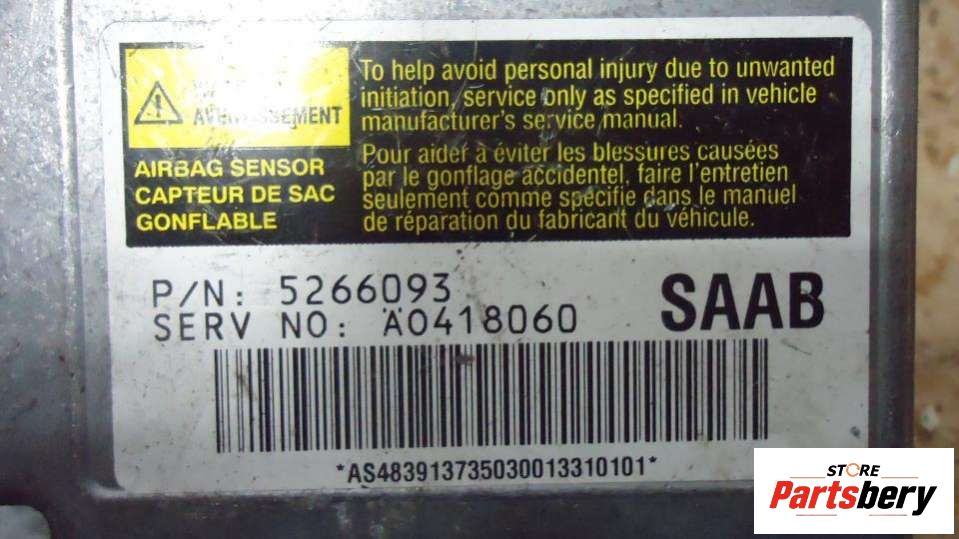 AVERTISSEMENT
AIRBAG SENSOR
CAPTEUR DE SAC
GONFLABLE
To help avoid personal injury due to unwanted
initiation, service only as specified in vehicle
manufacturer's service manual.
Pour aider à éviter les blessures causées
par le gonflage accidentel, faire l'entretien
seulement comme spécifie dans le manuel
de réparation du fabricant du véhicule.
P/N: 5266093
SERV NO: A0418060
SAAB
*AS483913735030013310101*
STORE
Partsbery